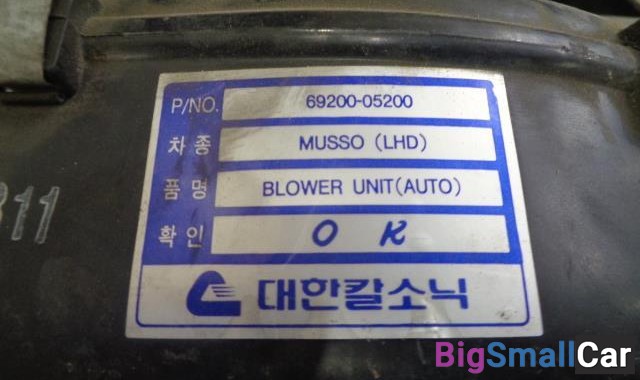 P/NO. 69200-05200
차종 MUSSO (LHD)
품명 BLOWER UNIT(AUTO)
확인 OK
대한칼소닉
311
BigSmallCar